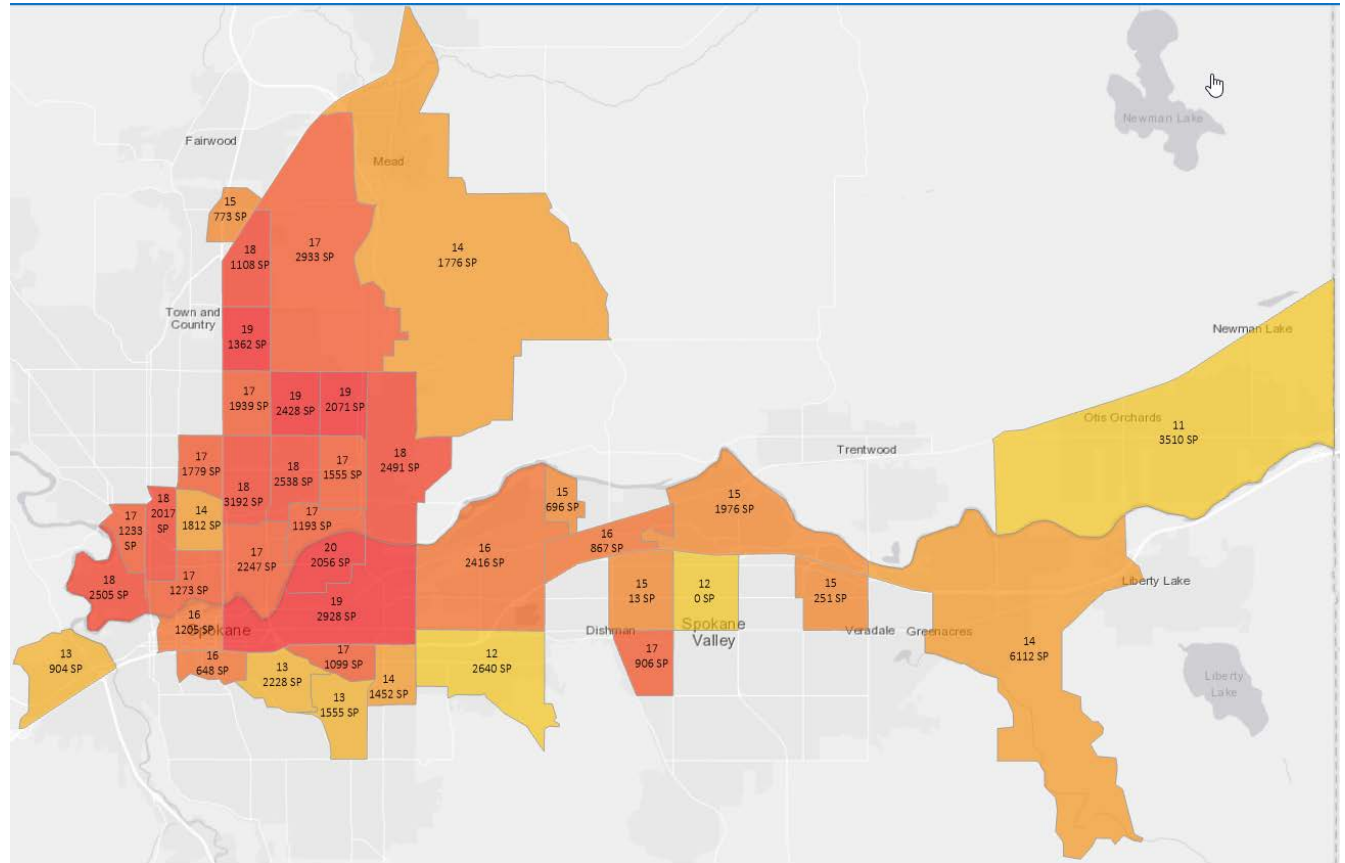 Newman Lake
Fairwood
Mead
15
773 SP
18
1108 SP
17
2933 SP
14
1776 SP
Town and
Country
19
1362 SP
Newman Lake
17
1939 SP
19
2428 SP
19
2071 SP
Otis Orchards
11
3510 SP
Trentwood
17
1779 SP
18
3192 SP
18
2538 SP
17
1555 SP
18
2491 SP
17
1233
SP
18
2017
SP
14
1812 SP
17
1193 SP
15
696 SP
15
1976 SP
17
2247 SP
20
2056 SP
16
2416 SP
16
867 SP
18
2505 SP
17
1273 SP
19
2928 SP
15
13 SP
12
0 SP
15
251 SP
Liberty Lake
16
1205 SP
Spokane
Dishman
Spokane
Valley
Veradale
Greenacres
14
6112 SP
13
904 SP
16
648 SP
13
2228 SP
17
1099 SP
14
1452 SP
12
2640 SP
17
906 SP
13
1555 SP
Liberty
Lake